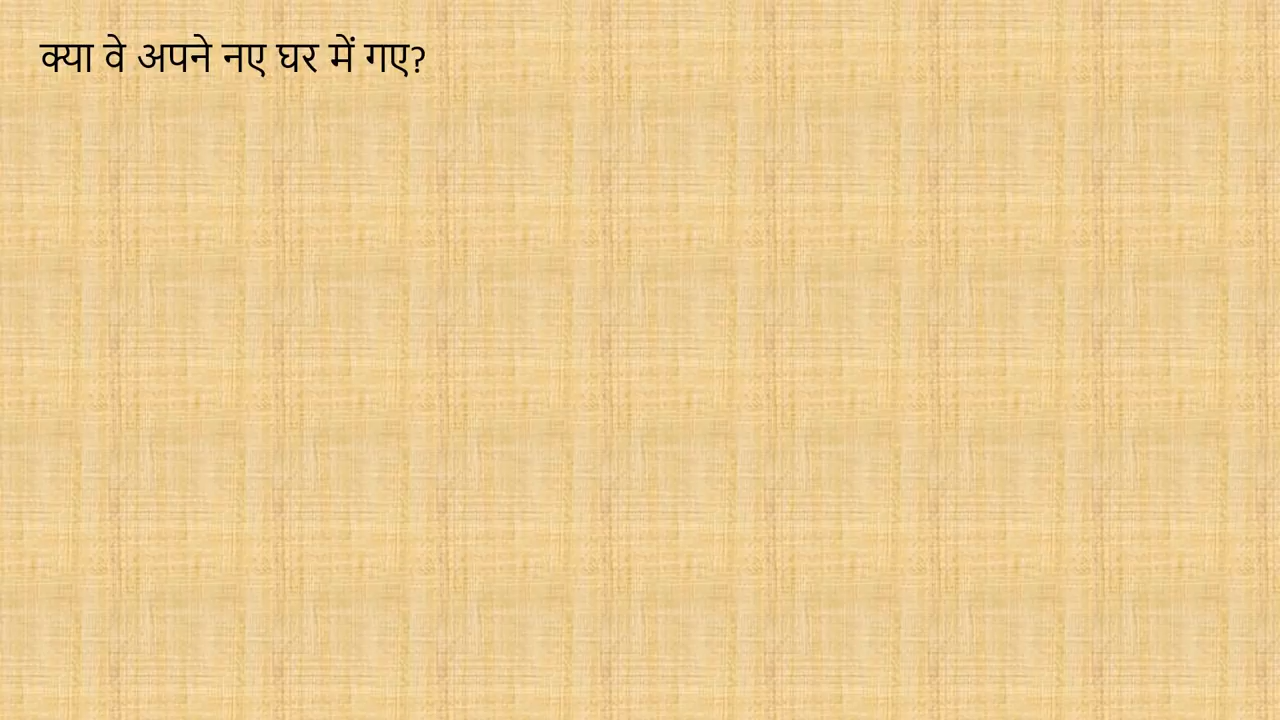 क्या वे अपने नए घर में गए?